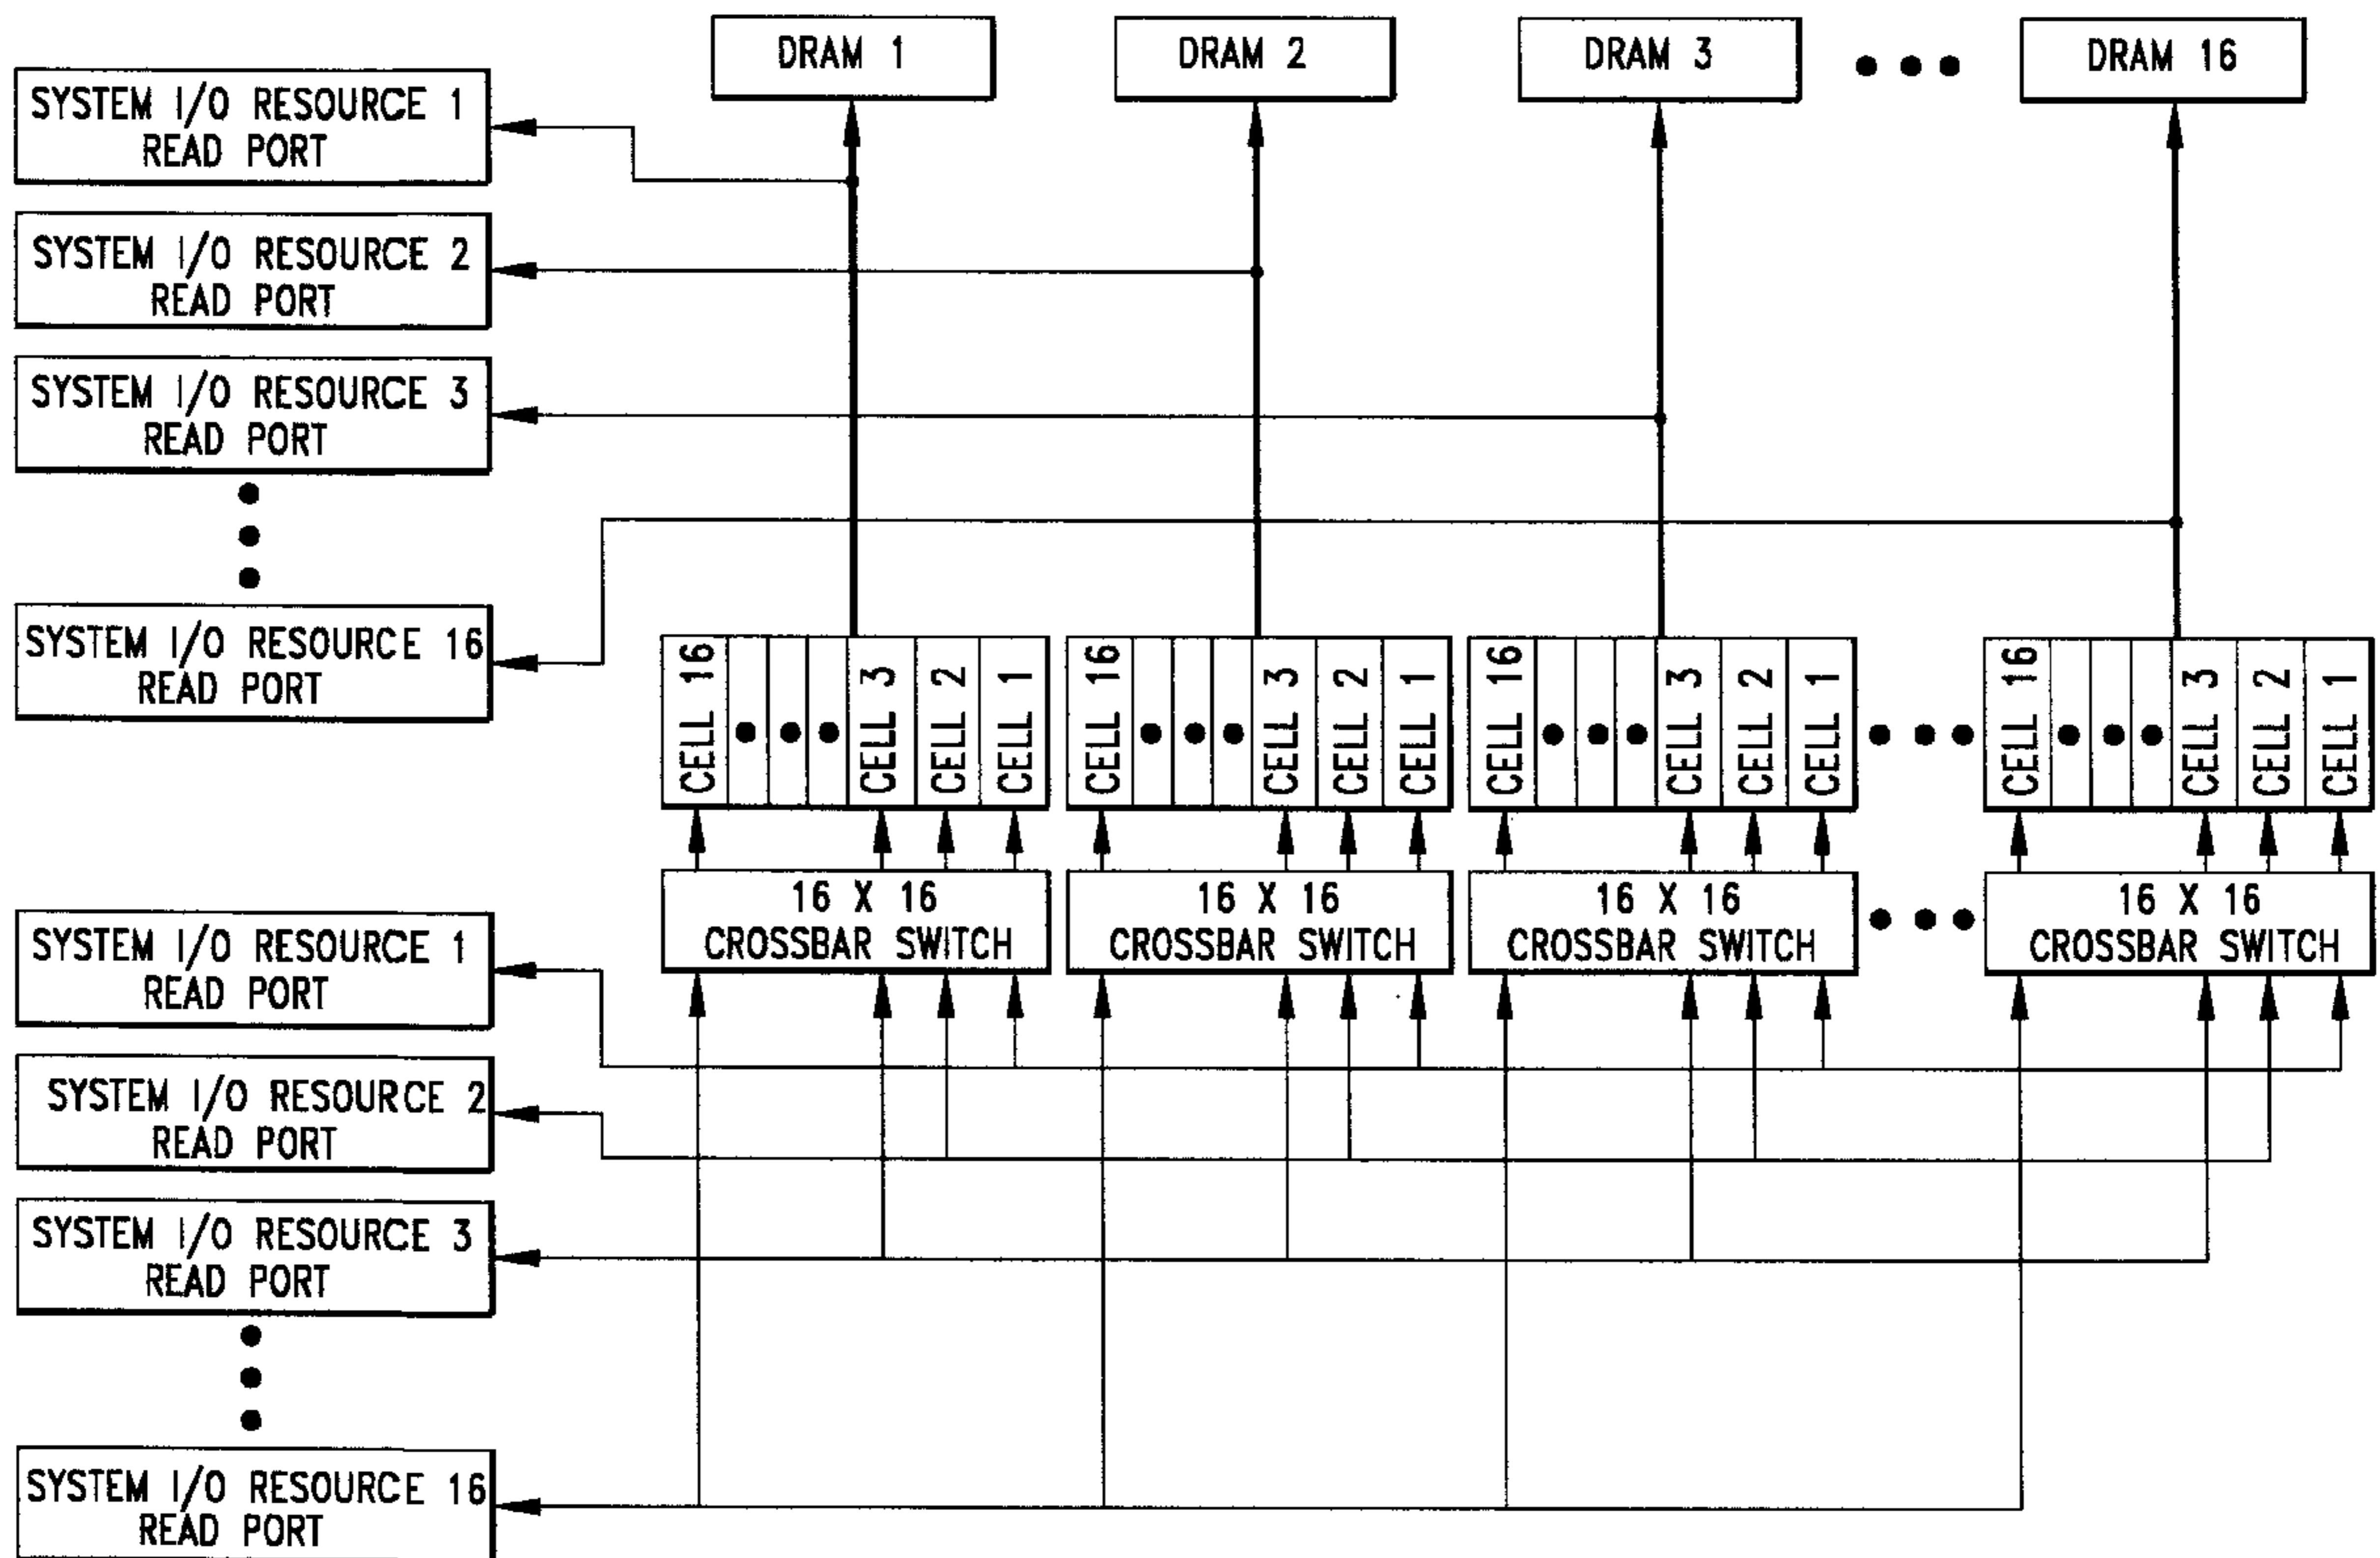 DRAM 1
DRAM 2
DRAM 3
DRAM 16
SYSTEM I/O RESOURCE 1
READ PORT
SYSTEM I/O RESOURCE 2
READ PORT
SYSTEM I/O RESOURCE 3
READ PORT
SYSTEM I/O RESOURCE 16
READ PORT
CELL 16
CELL 3
CELL 2
CELL 1
CELL 16
CELL 3
CELL 2
CELL 1
CELL 16
CELL 3
CELL 2
CELL 1
CELL 16
CELL 3
CELL 2
CELL 1
16 X 16
CROSSBAR SWITCH
16 X 16
CROSSBAR SWITCH
16 X 16
CROSSBAR SWITCH
16 X 16
CROSSBAR SWITCH
SYSTEM I/O RESOURCE 1
READ PORT
SYSTEM I/O RESOURCE 2
READ PORT
SYSTEM I/O RESOURCE 3
READ PORT
SYSTEM I/O RESOURCE 16
READ PORT